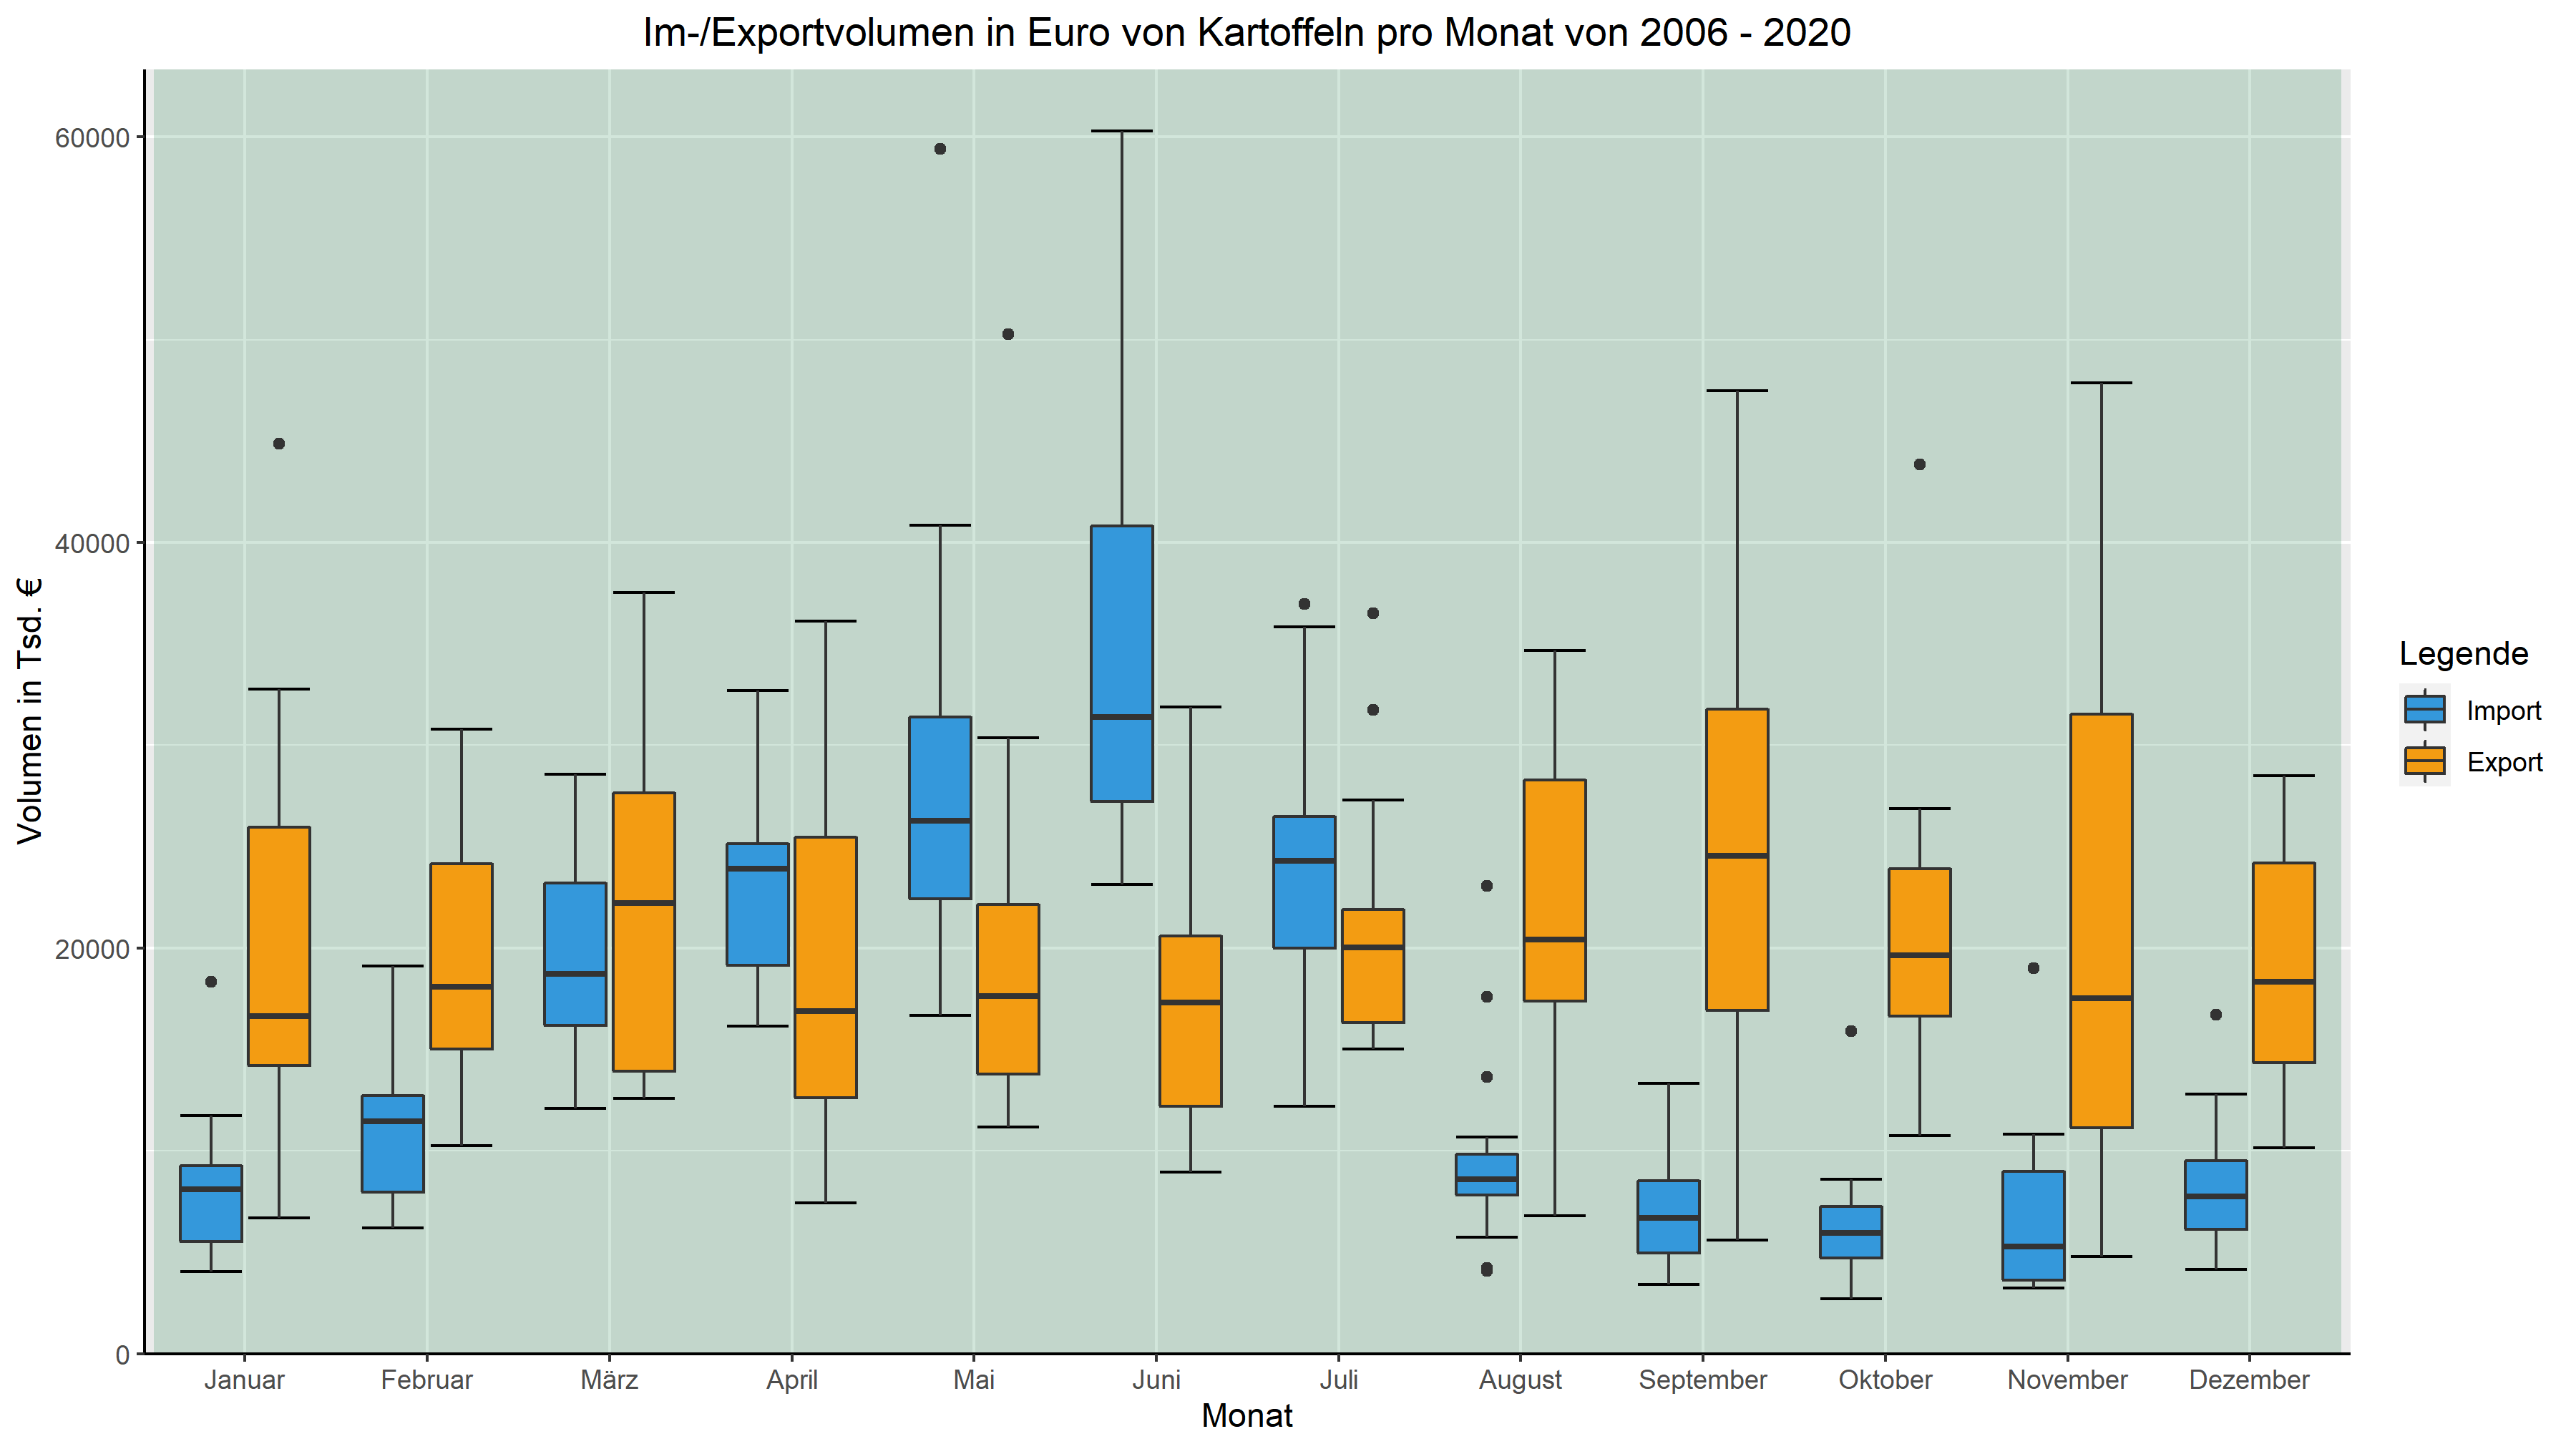 Im-/Exportvolumen in Euro von Kartoffeln pro Monat von 2006 - 2020
Volumen in Tsd. €
60000
40000
20000
0
Januar Februar März April Mai Juni Juli August September Oktober November Dezember
Monat
Legende
Import
Export